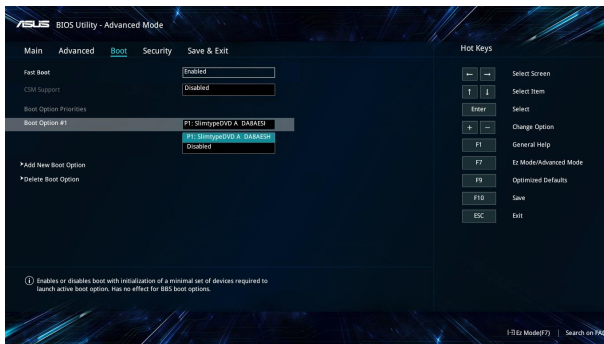 ASUS BIOS Utility - Advanced Mode
Main Advanced Boot Security Save & Exit
Hot Keys
Fast Boot Enabled
CSM Support Disabled
Boot Option Priorities
Boot Option #1 P1: SlimtypeDVD A DA8AESI
P1: SlimtypeDVD A DA8AESH
Disabled
Add New Boot Option
Delete Boot Option
← → Select Screen
↑ ↓ Select Item
Enter Select
+ − Change Option
F1 General Help
F7 Ez Mode/Advanced Mode
F9 Optimized Defaults
F10 Save
ESC Exit
Enables or disables boot with initialization of a minimal set of devices required to
launch active boot option. Has no effect for BBS boot options.
Ez Mode(F7) | Search on FA